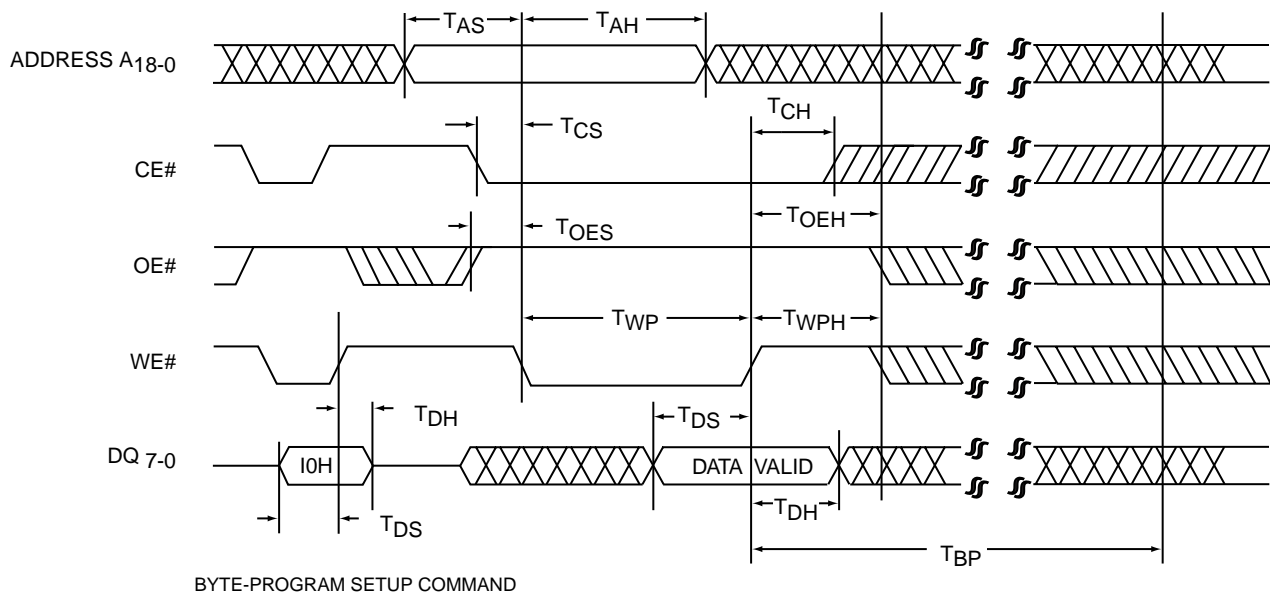 TAS
TAH
ADDRESS A18-0
TCH
TCS
CE#
TOEH
TOES
OE#
TWP
TWPH
WE#
TDH
TDS
DQ 7-0
I0H
DATA VALID
TDH
TDS
TBP
BYTE-PROGRAM SETUP COMMAND